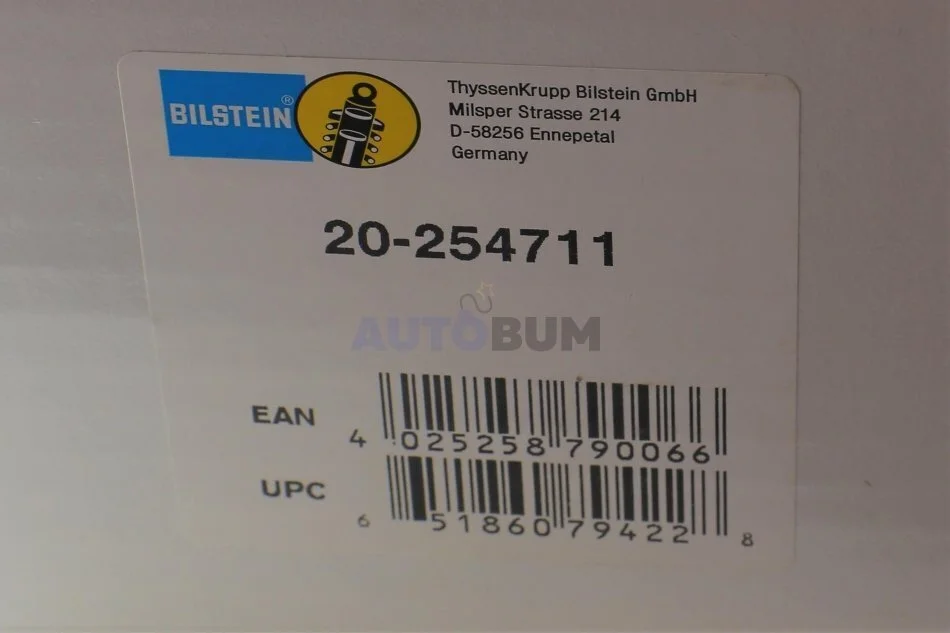 BILSTEIN®
ThyssenKrupp Bilstein GmbH
Milsper Strasse 214
D-58256 Ennepetal
Germany
20-254711
AUTOBUM
EAN
4 025258 790066
UPC
6 51860 79422 8